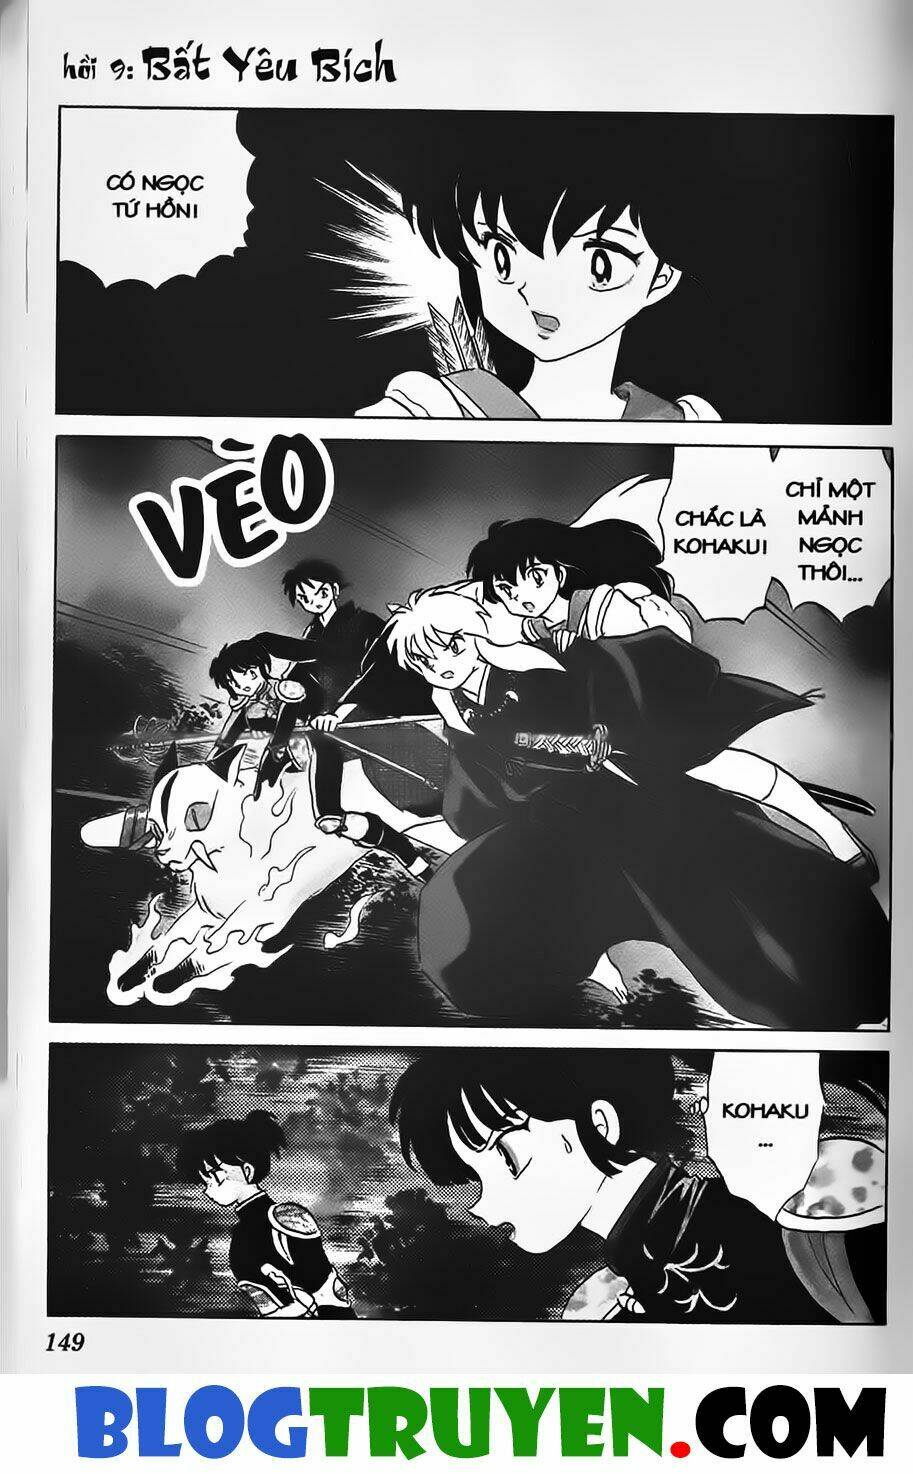 hồi 9: Bất Yêu Bích
CÓ NGỌC
TỨ HỒN!
VÈO
CHỈ MỘT
MẢNH
NGỌC
THÔI...
CHẮC LÀ
KOHAKU!
KOHAKU
...
149
BLOGTRUYEN.COM